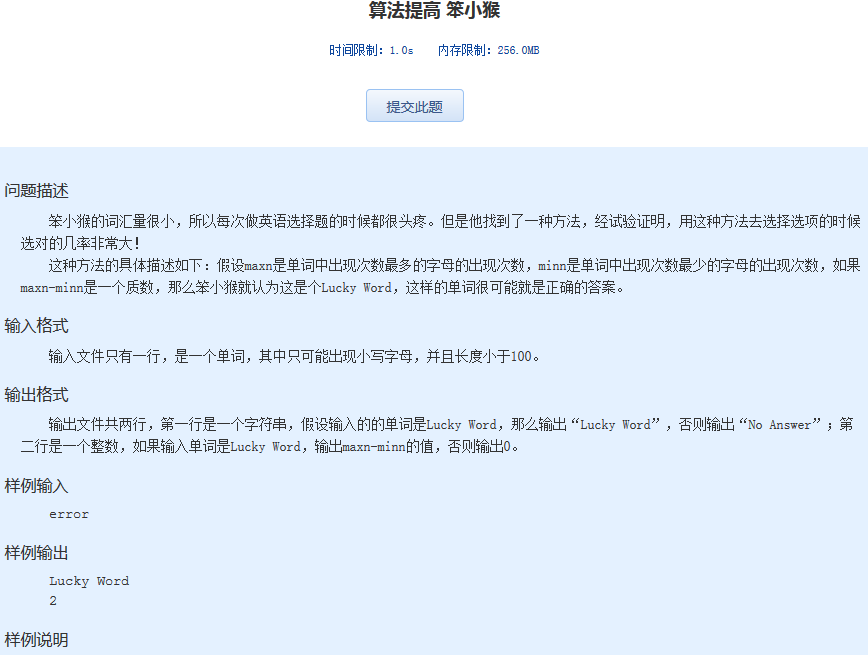 算法提高 笨小猴
时间限制：1.0s 内存限制：256.0MB
提交此题
问题描述
笨小猴的词汇量很小，所以每次做英语选择题的时候都很头疼。但是他找到了一种方法，经试验证明，用这种方法去选择选项的时候
选对的几率非常大！
这种方法的具体描述如下：假设maxn是单词中出现次数最多的字母的出现次数，minn是单词中出现次数最少的字母的出现次数，如果
maxn-minn是一个质数，那么笨小猴就认为这是个Lucky Word，这样的单词很可能就是正确的答案。
输入格式
输入文件只有一行，是一个单词，其中只可能出现小写字母，并且长度小于100。
输出格式
输出文件共两行，第一行是一个字符串，假设输入的的单词是Lucky Word，那么输出“Lucky Word”，否则输出“No Answer”；第
二行是一个整数，如果输入单词是Lucky Word，输出maxn-minn的值，否则输出0。
样例输入
error
样例输出
Lucky Word
2
样例说明